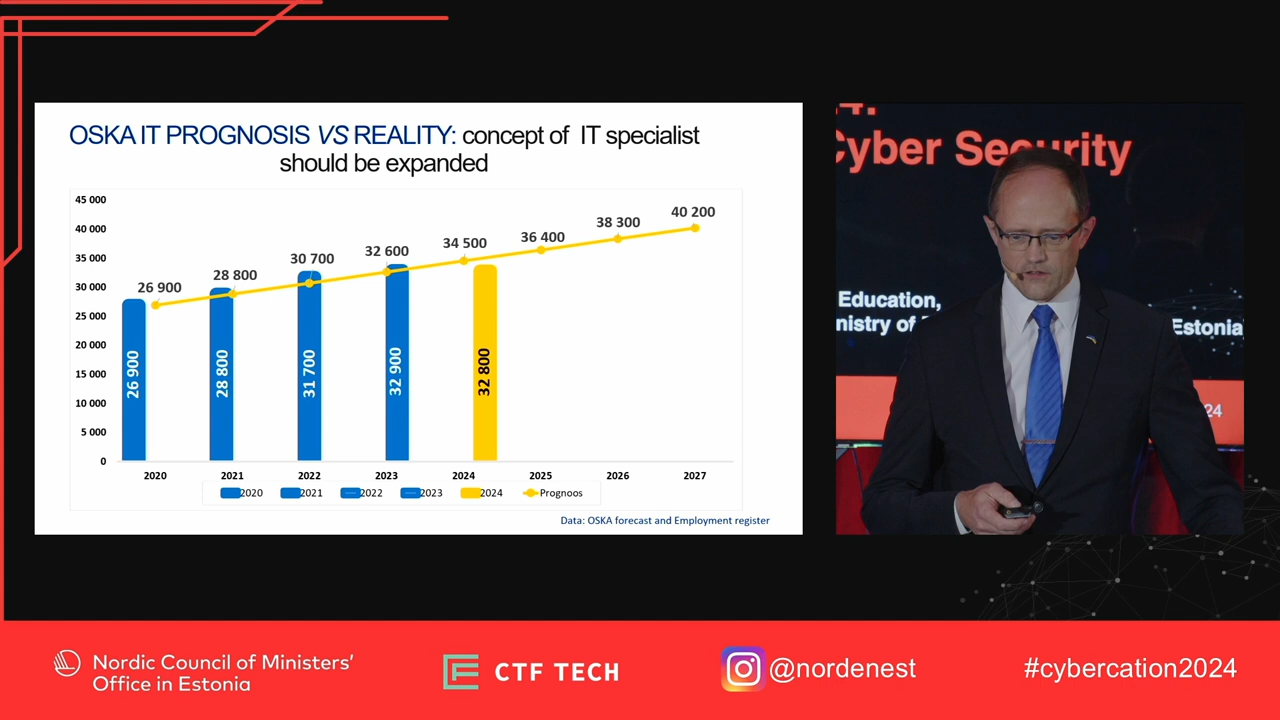 OSKA IT PROGNOSIS VS REALITY: concept of IT specialist
should be expanded
45 000
40 000
35 000
30 000
25 000
20 000
15 000
10 000
5 000
0
26 900
28 800
30 700
32 600
34 500
36 400
38 300
40 200
26 900
28 800
31 700
32 900
32 800
2020 2021 2022 2023 2024 2025 2026 2027
2020 2021 2022 2023 2024 Prognoos
Data: OSKA forecast and Employment register
Cyber Security
Education,
Estonia
24
Nordic Council of Ministers'
Office in Estonia
CTF TECH
@nordenest
#cybercation2024